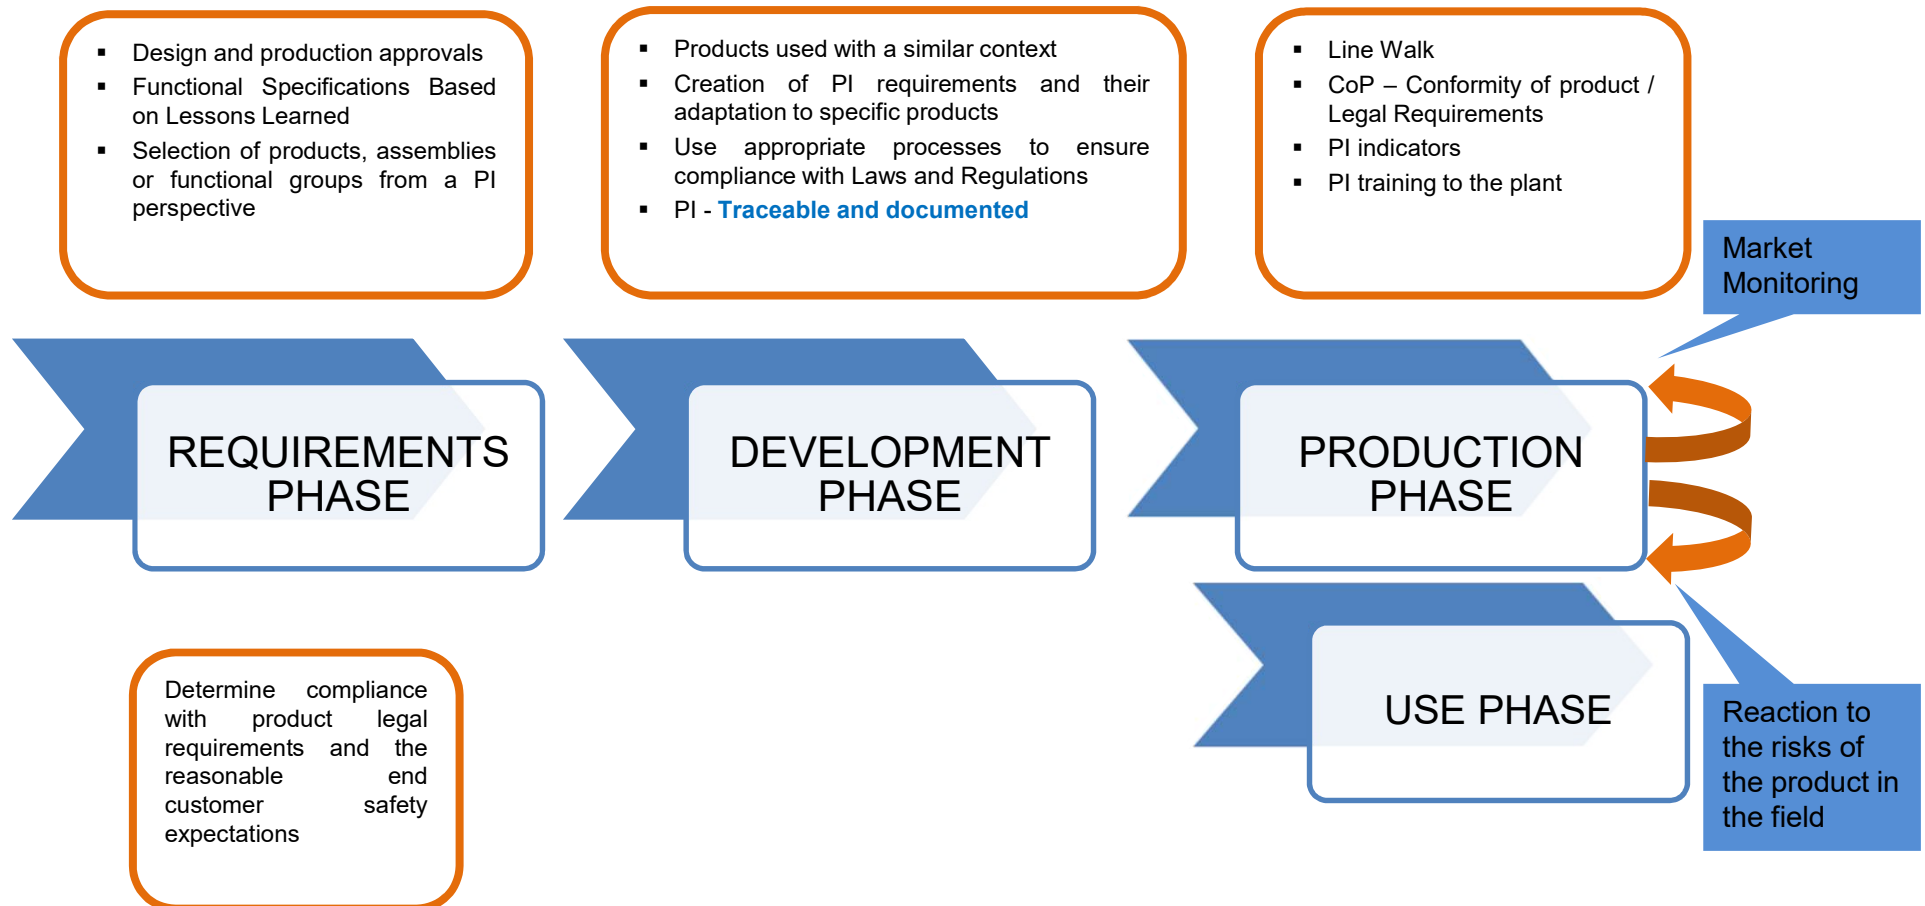 ▪ Design and production approvals
▪ Functional Specifications Based
on Lessons Learned
▪ Selection of products, assemblies
or functional groups from a PI
perspective
▪ Products used with a similar context
▪ Creation of PI requirements and their
adaptation to specific products
▪ Use appropriate processes to ensure
compliance with Laws and Regulations
▪ PI - Traceable and documented
▪ Line Walk
▪ CoP – Conformity of product /
Legal Requirements
▪ PI indicators
▪ PI training to the plant
Market
Monitoring
REQUIREMENTS
PHASE
DEVELOPMENT
PHASE
PRODUCTION
PHASE
USE PHASE
Determine compliance
with product legal
requirements and the
reasonable end
customer safety
expectations
Reaction to
the risks of
the product in
the field